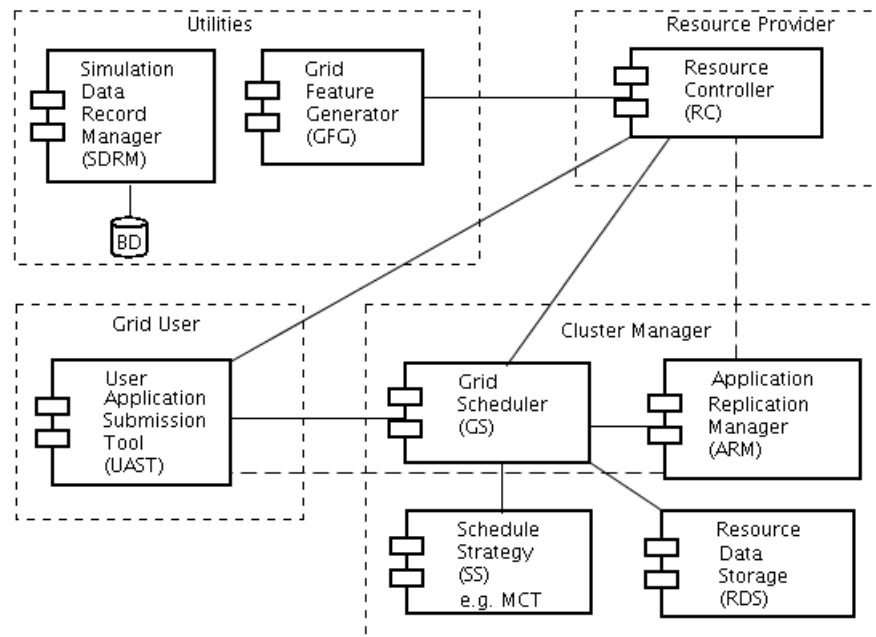 Utilities
Simulation
Data
Record
Manager
(SDRM)
Grid
Feature
Generator
(GFG)
BD
Resource Provider
Resource
Controller
(RC)
Grid User
User
Application
Submission
Tool
(UAST)
Cluster Manager
Grid
Scheduler
(GS)
Application
Replication
Manager
(ARM)
Schedule
Strategy
(SS)
e.g. MCT
Resource
Data
Storage
(RDS)